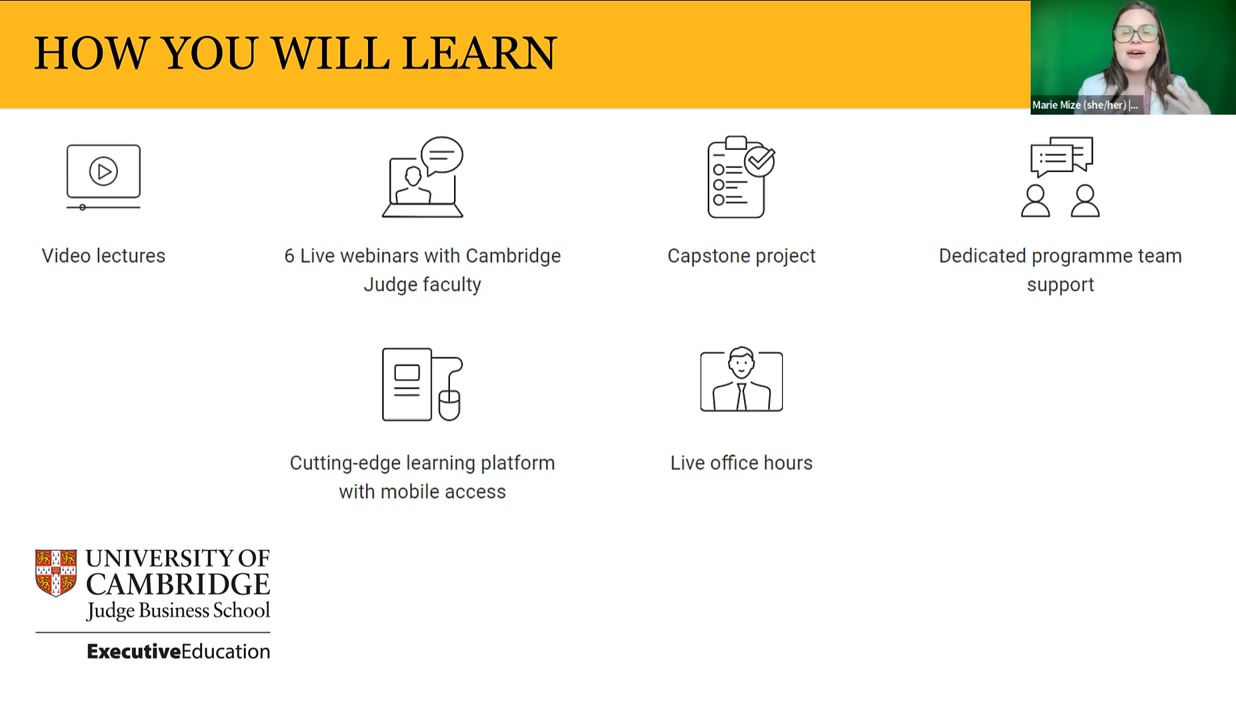 HOW YOU WILL LEARN
Marie Mize (she/her) |...
Video lectures
6 Live webinars with Cambridge
Judge faculty
Capstone project
Dedicated programme team
support
Cutting-edge learning platform
with mobile access
Live office hours
UNIVERSITY OF
CAMBRIDGE
Judge Business School
ExecutiveEducation